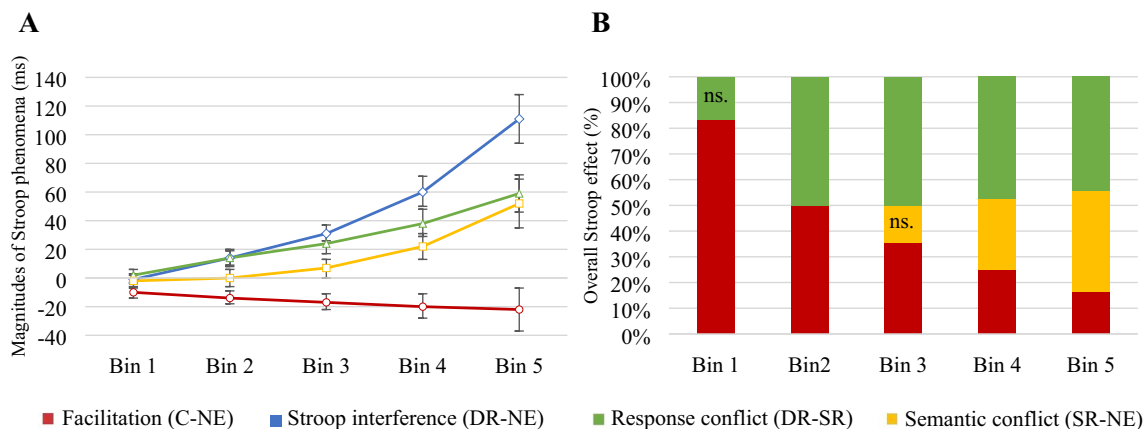 A
Magnitudes of Stroop phenomena (ms)
140
120
100
80
60
40
20
0
-20
-40
Bin 1 Bin 2 Bin 3 Bin 4 Bin 5
B
Overall Stroop effect (%)
100%
90%
80%
70%
60%
50%
40%
30%
20%
10%
0%
ns.
ns.
Bin 1 Bin2 Bin 3 Bin 4 Bin 5
Facilitation (C-NE) Stroop interference (DR-NE) Response conflict (DR-SR) Semantic conflict (SR-NE)